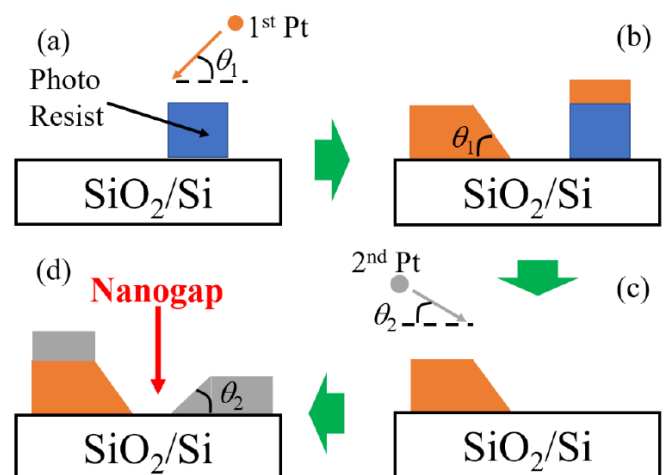 (a)
1st Pt
θ1
Photo
Resist
SiO2/Si
(b)
θ1
SiO2/Si
(d)
Nanogap
θ2
SiO2/Si
2nd Pt
(c)
θ2
SiO2/Si